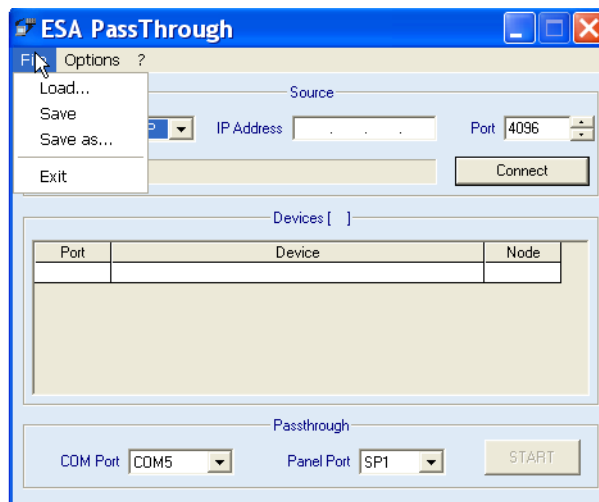 ESA PassThrough
File Options ?
Load...
Save
Save as...
Exit
Source
P IP Address . . . Port 4096
Connect
Devices [ ]
Port Device Node
Passthrough
COM Port COM5 Panel Port SP1 START